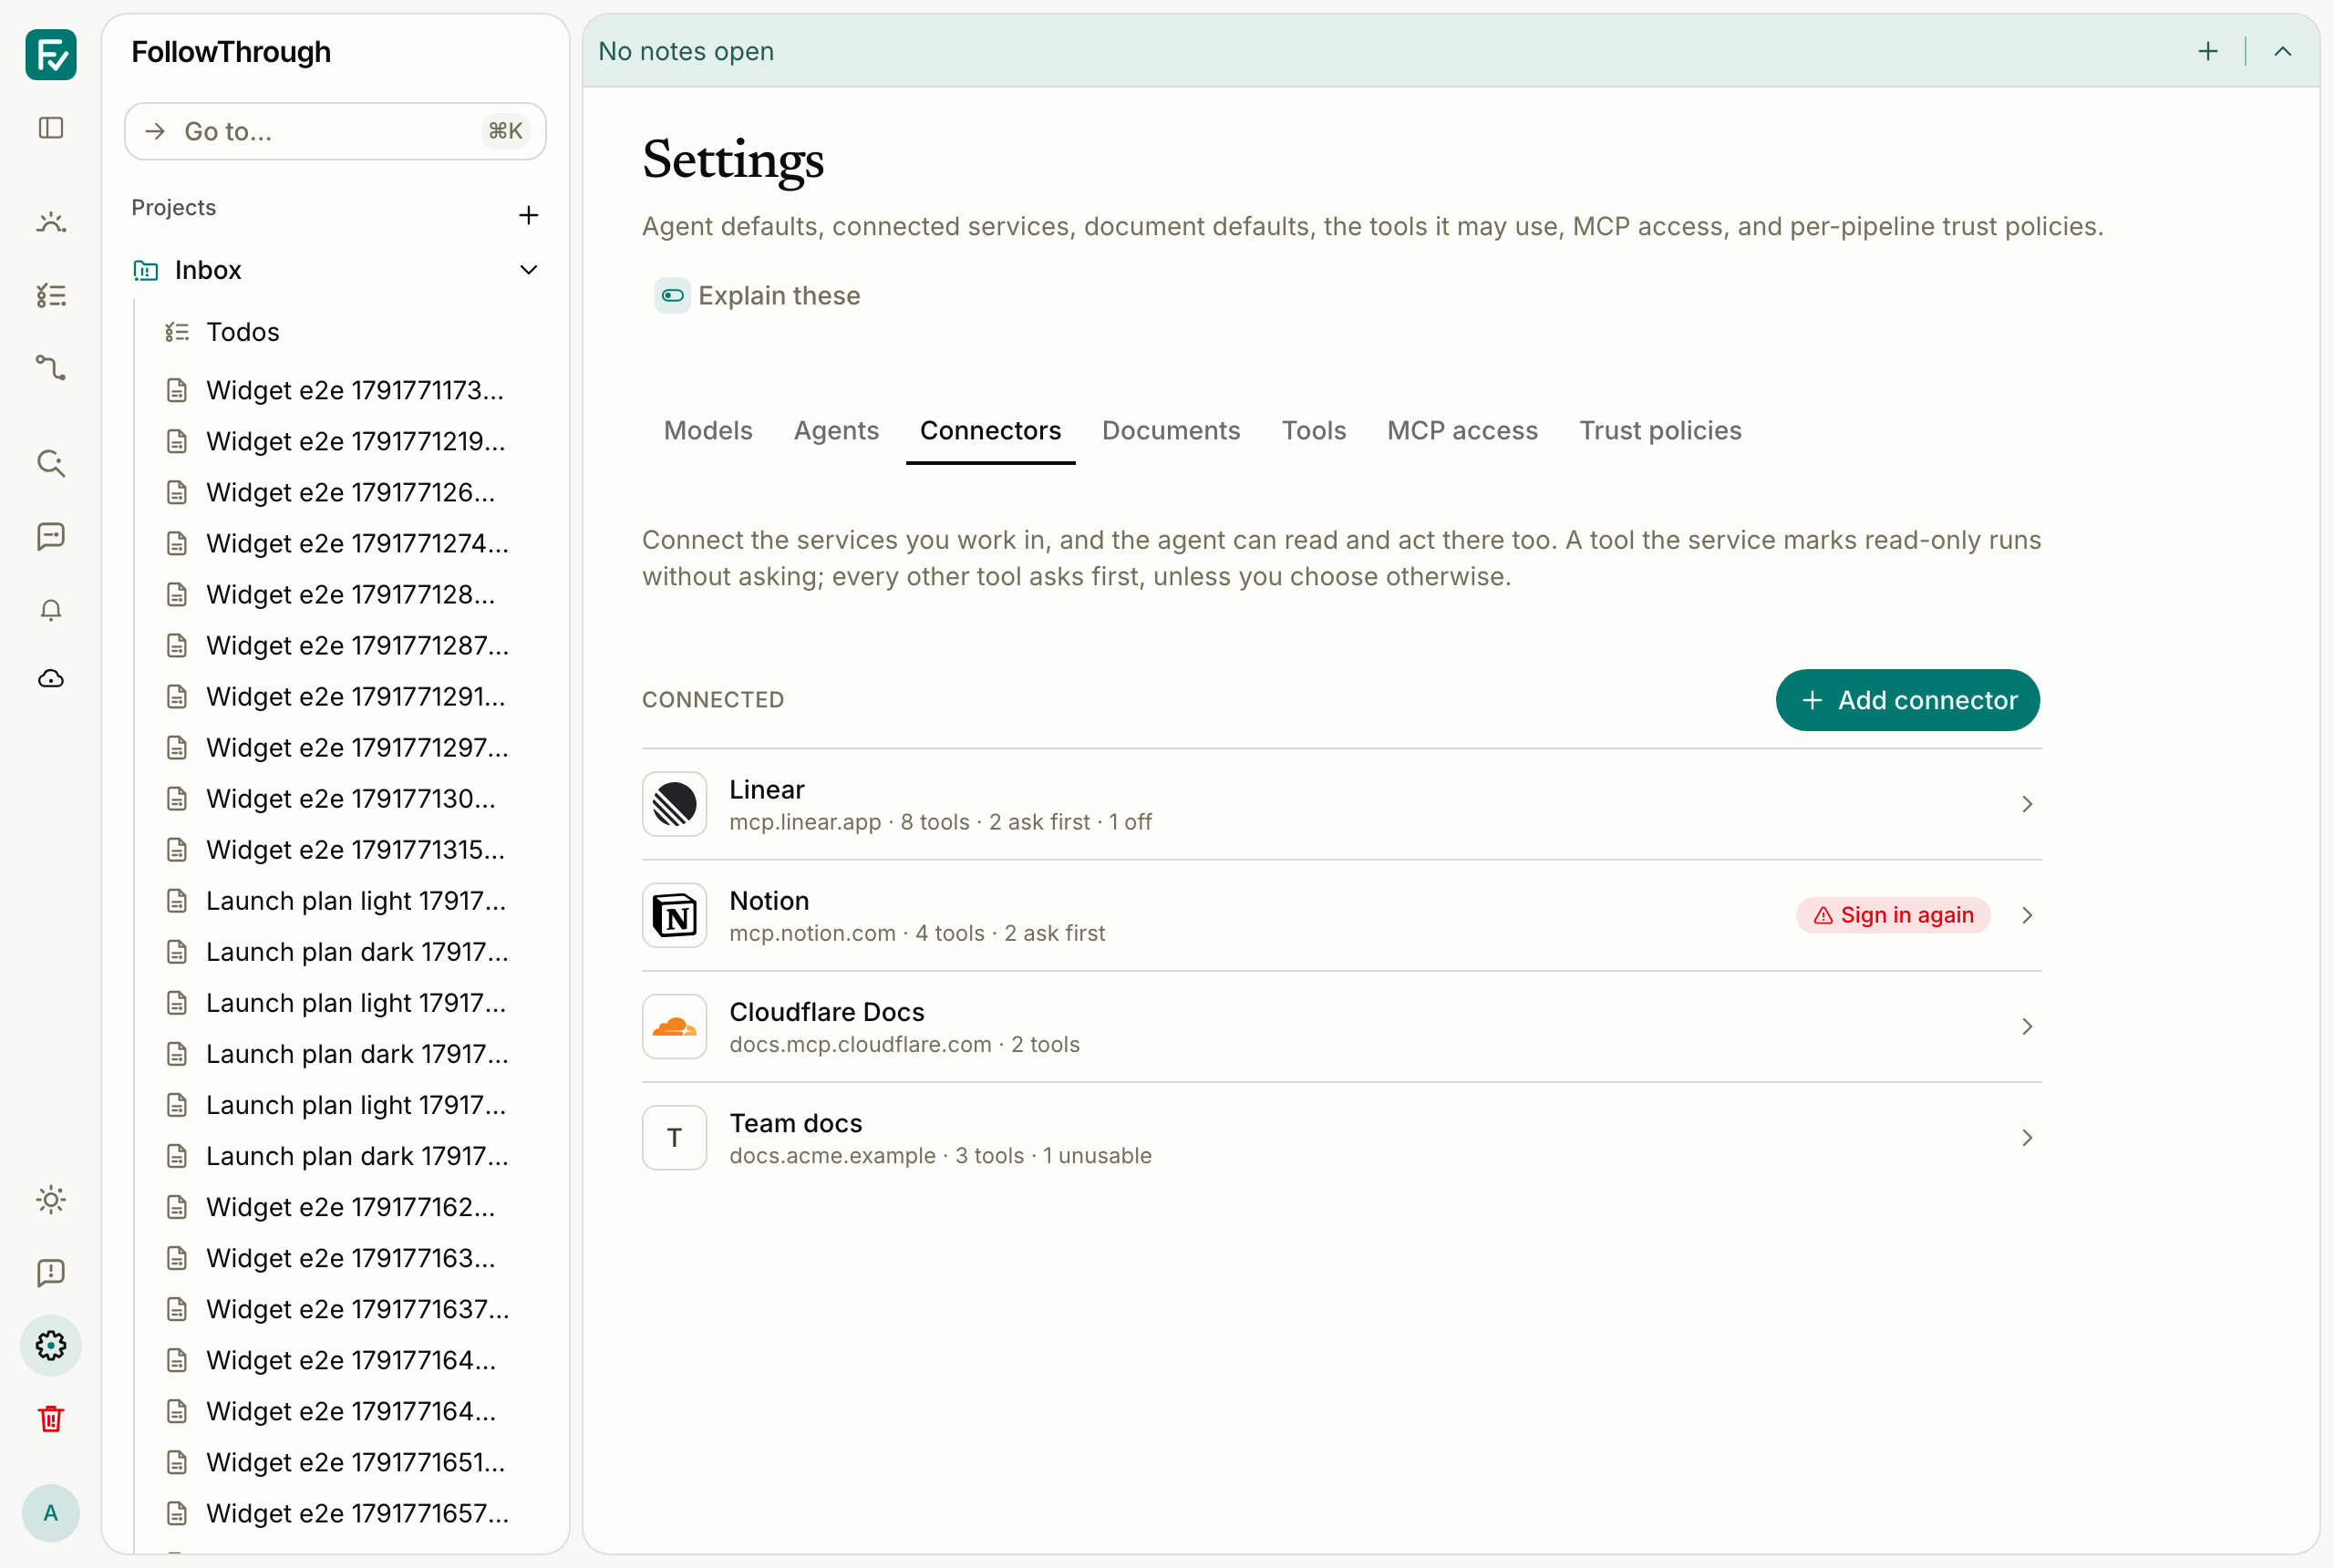 FollowThrough
Go to...
⌘K
Projects
Inbox
Todos
Widget e2e 1791771173...
Widget e2e 1791771219...
Widget e2e 179177126...
Widget e2e 1791771274...
Widget e2e 179177128...
Widget e2e 1791771287...
Widget e2e 1791771291...
Widget e2e 1791771297...
Widget e2e 179177130...
Widget e2e 1791771315...
Launch plan light 17917...
Launch plan dark 17917...
Launch plan light 17917...
Launch plan dark 17917...
Launch plan light 17917...
Launch plan dark 17917...
Widget e2e 179177162...
Widget e2e 179177163...
Widget e2e 1791771637...
Widget e2e 179177164...
Widget e2e 179177164...
Widget e2e 1791771651...
Widget e2e 1791771657...
A
No notes open
Settings
Agent defaults, connected services, document defaults, the tools it may use, MCP access, and per-pipeline trust policies.
Explain these
Models Agents Connectors Documents Tools MCP access Trust policies
Connect the services you work in, and the agent can read and act there too. A tool the service marks read-only runs
without asking; every other tool asks first, unless you choose otherwise.
CONNECTED
Add connector
Linear
mcp.linear.app · 8 tools · 2 ask first · 1 off
Notion
mcp.notion.com · 4 tools · 2 ask first
Sign in again
Cloudflare Docs
docs.mcp.cloudflare.com · 2 tools
T
Team docs
docs.acme.example · 3 tools · 1 unusable